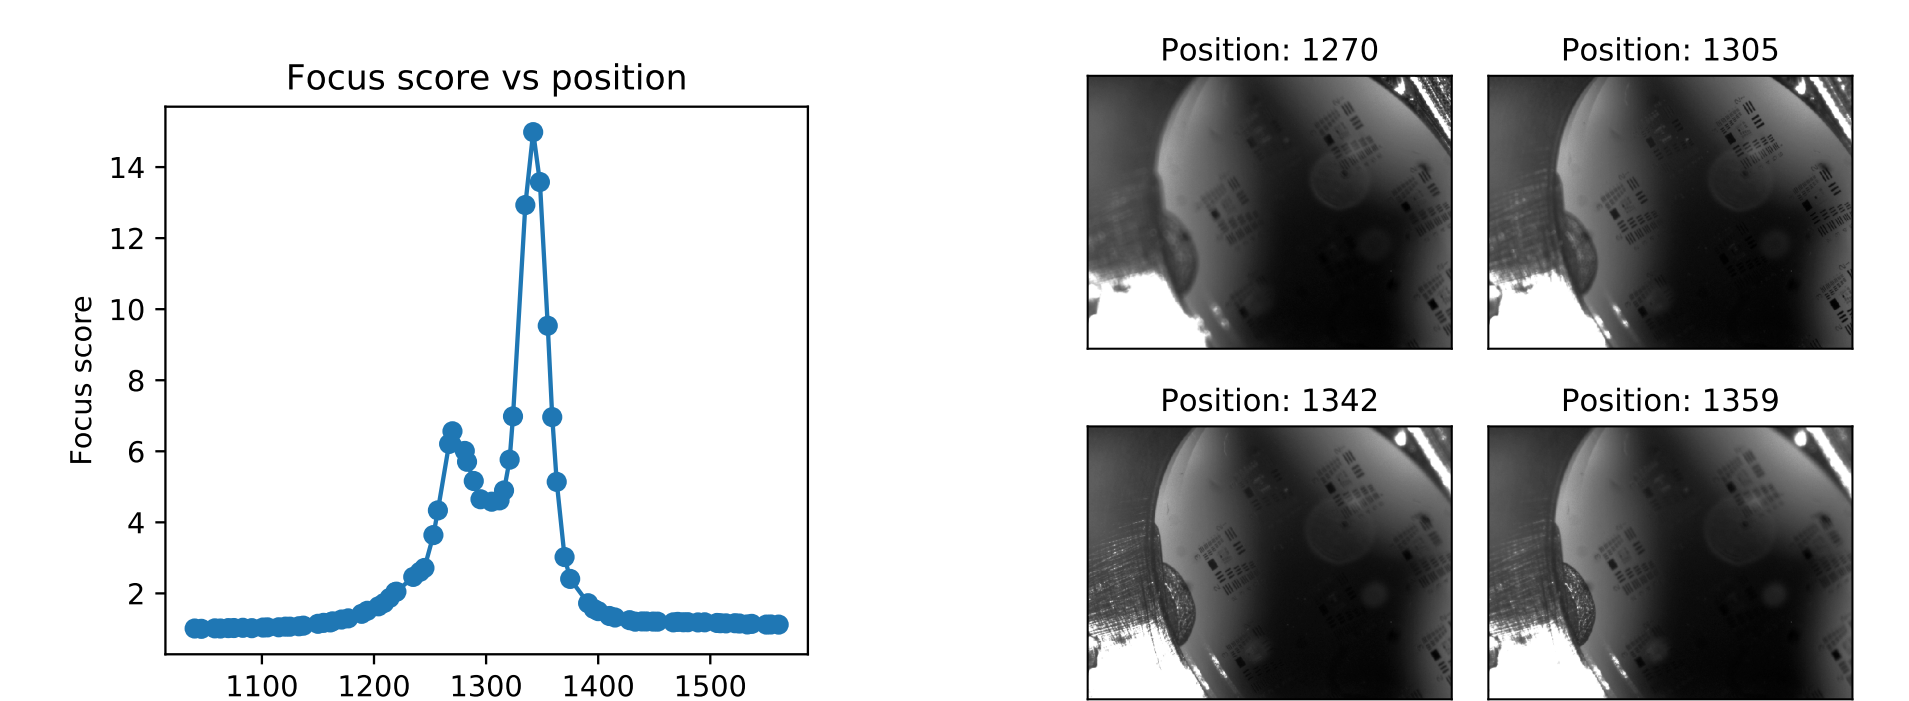 Focus score vs position
Focus score
14
12
10
8
6
4
2
1100 1200 1300 1400 1500
Position: 1270
Position: 1305
Position: 1342
Position: 1359